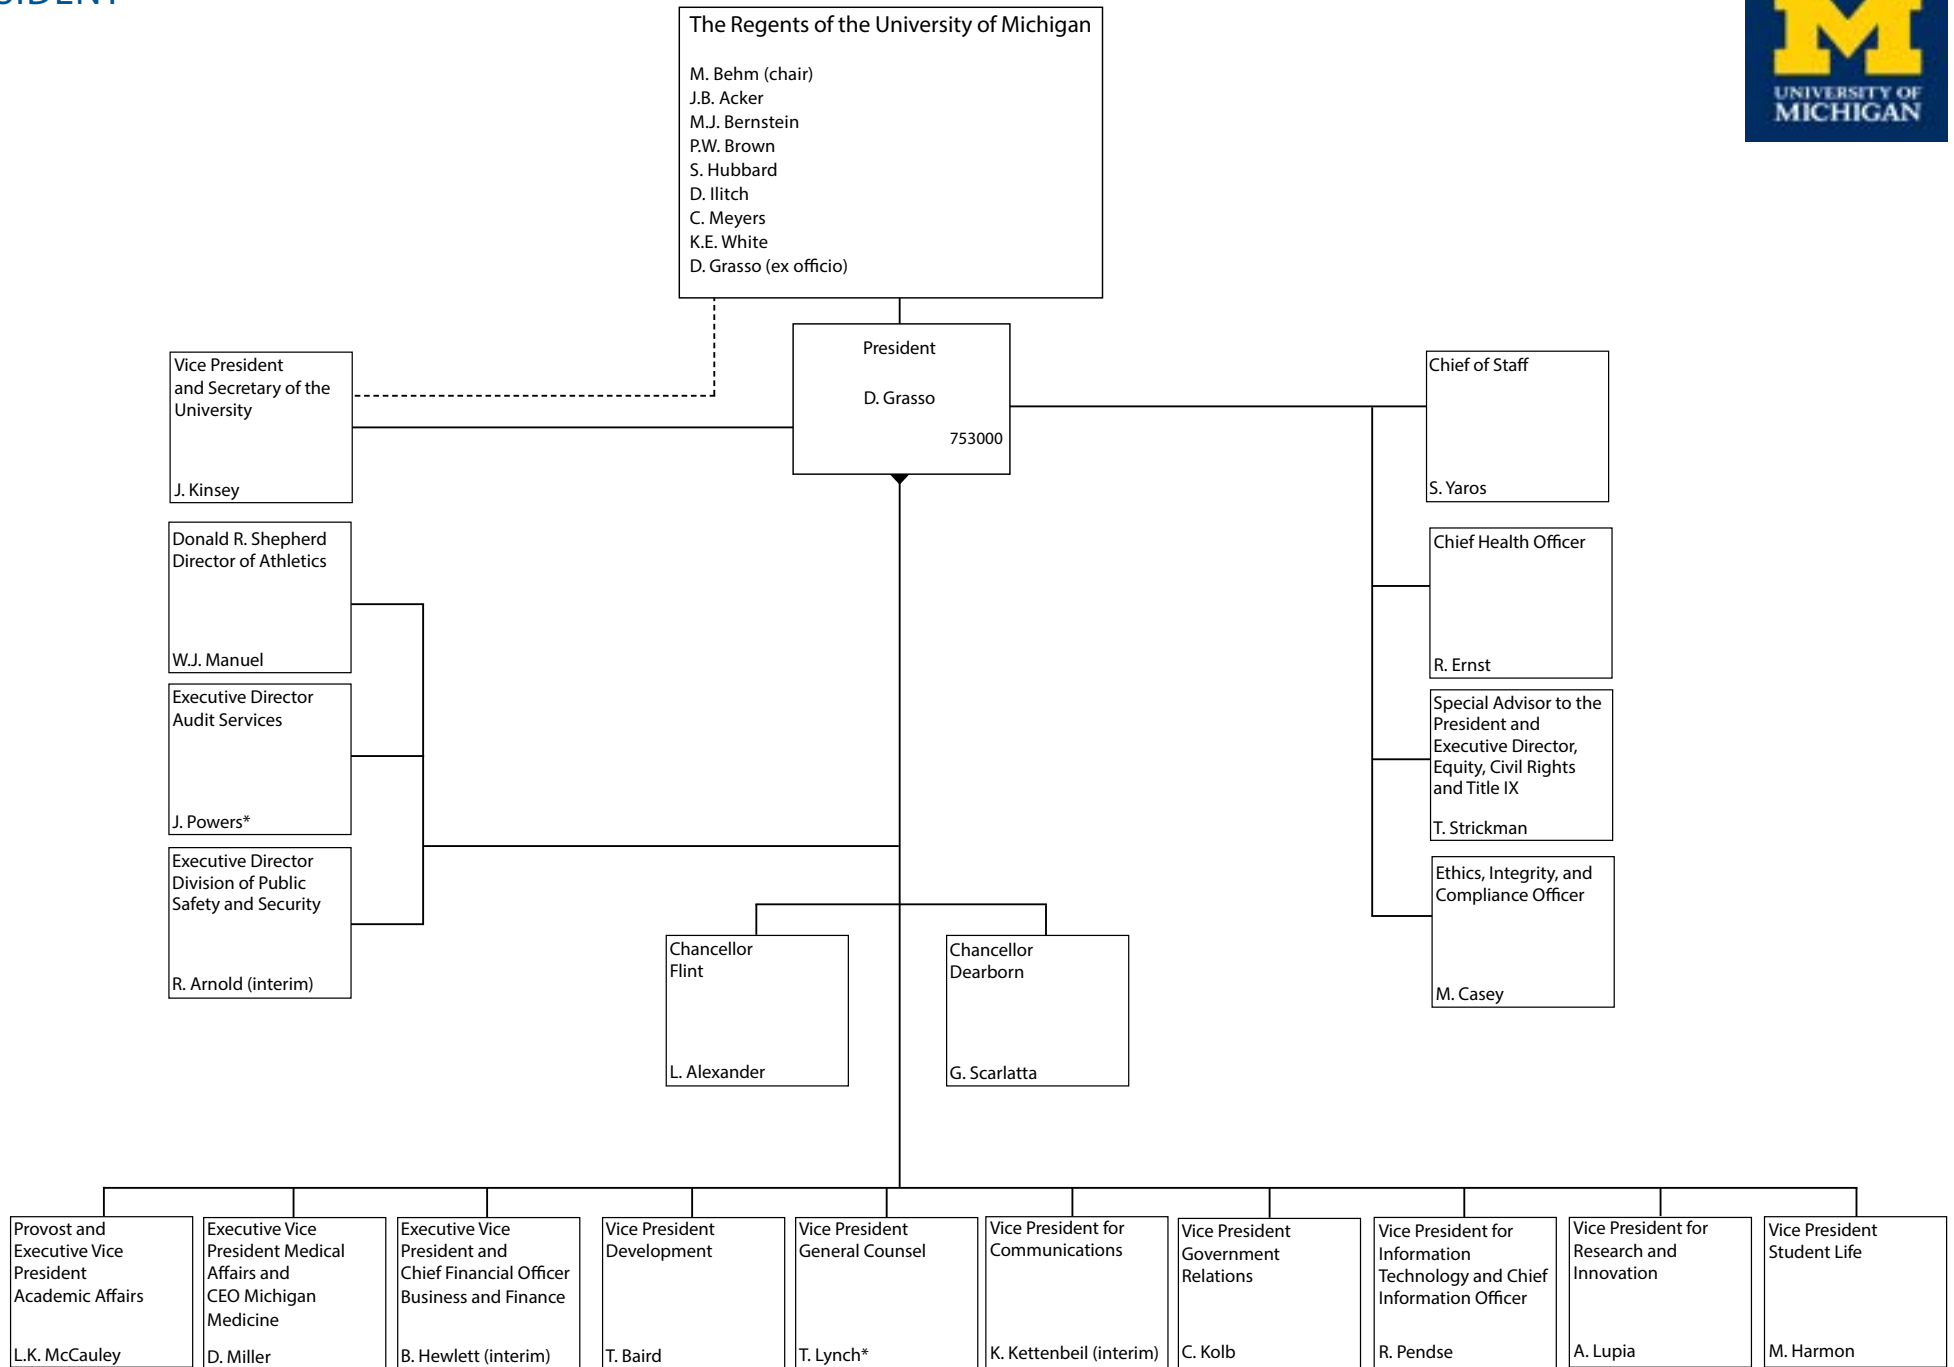 The Regents of the University of Michigan
M. Behm (chair)
J.B. Acker
M.J. Bernstein
P.W. Brown
S. Hubbard
D. Ilitch
C. Meyers
K.E. White
D. Grasso (ex officio)
UNIVERSITY OF
MICHIGAN
President
D. Grasso
753000
Vice President
and Secretary of the
University
J. Kinsey
Chief of Staff
S. Yaros
Donald R. Shepherd
Director of Athletics
W.J. Manuel
Chief Health Officer
R. Ernst
Executive Director
Audit Services
J. Powers*
Special Advisor to the
President and
Executive Director,
Equity, Civil Rights
and Title IX
T. Strickman
Executive Director
Division of Public
Safety and Security
R. Arnold (interim)
Ethics, Integrity, and
Compliance Officer
M. Casey
Chancellor
Flint
L. Alexander
Chancellor
Dearborn
G. Scarlatta
Provost and
Executive Vice
President
Academic Affairs
L.K. McCauley
Executive Vice
President Medical
Affairs and
CEO Michigan
Medicine
D. Miller
Executive Vice
President and
Chief Financial Officer
Business and Finance
B. Hewlett (interim)
Vice President
Development
T. Baird
Vice President
General Counsel
T. Lynch*
Vice President for
Communications
K. Kettenbeil (interim)
Vice President
Government
Relations
C. Kolb
Vice President for
Information
Technology and Chief
Information Officer
R. Pendse
Vice President for
Research and
Innovation
A. Lupia
Vice President
Student Life
M. Harmon